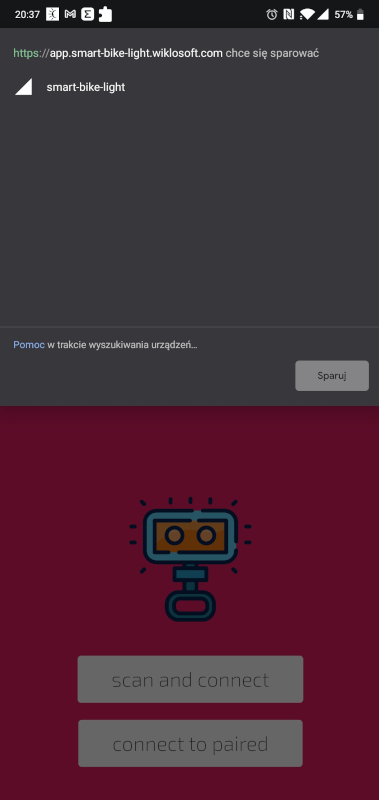 20:37
57%
https://app.smart-bike-light.wiklosoft.com chce się sparować
smart-bike-light
Pomoc w trakcie wyszukiwania urządzeń...
Sparuj
scan and connect
connect to paired